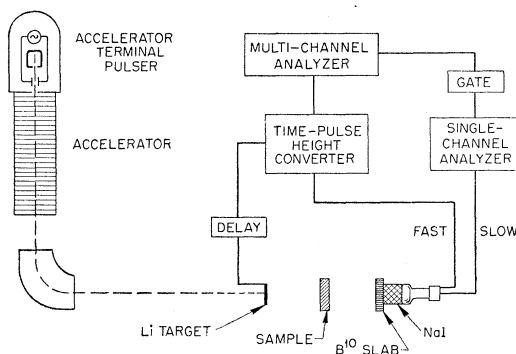 ACCELERATOR
TERMINAL
PULSER
ACCELERATOR
MULTI-CHANNEL
ANALYZER
GATE
TIME-PULSE
HEIGHT
CONVERTER
SINGLE-
CHANNEL
ANALYZER
DELAY
FAST
SLOW
Li TARGET
SAMPLE
B10 SLAB
NaI